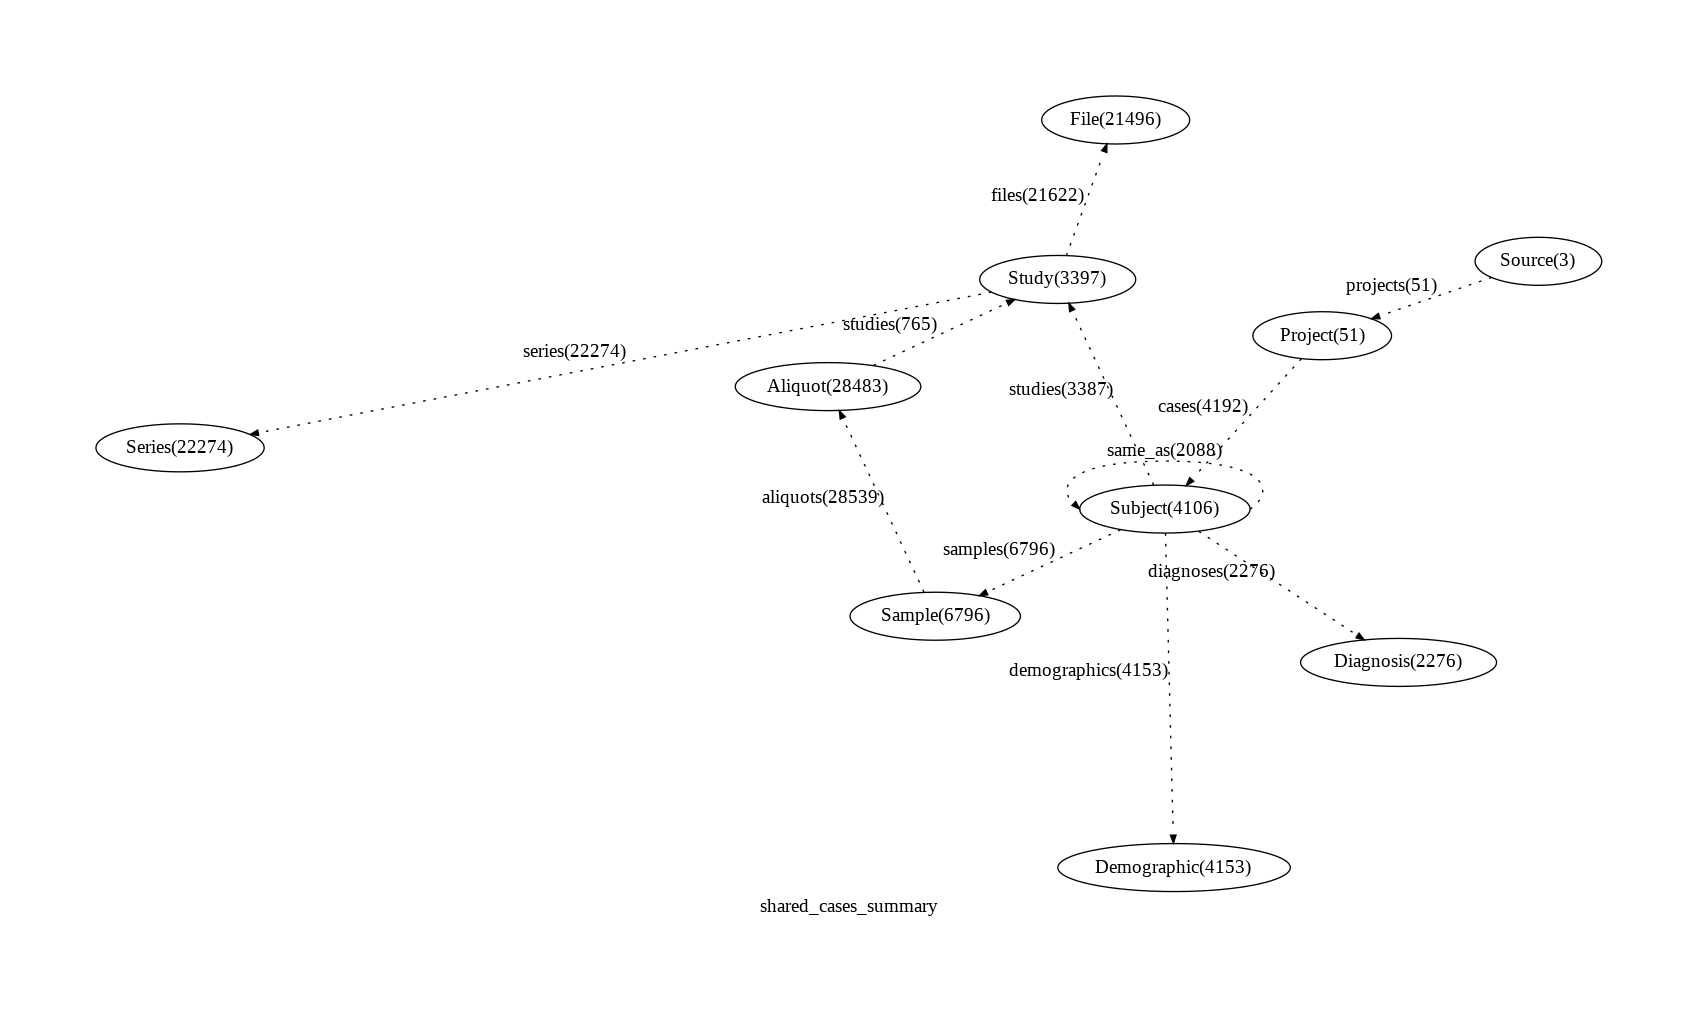 File(21496)
files(21622)
Source(3)
Study(3397)
projects(51)
studies(765)
Project(51)
series(22274)
Aliquot(28483)
studies(3387)
cases(4192)
Series(22274)
same_as(2088)
aliquots(28539)
Subject(4106)
samples(6796)
diagnoses(2276)
Sample(6796)
Diagnosis(2276)
demographics(4153)
Demographic(4153)
shared_cases_summary